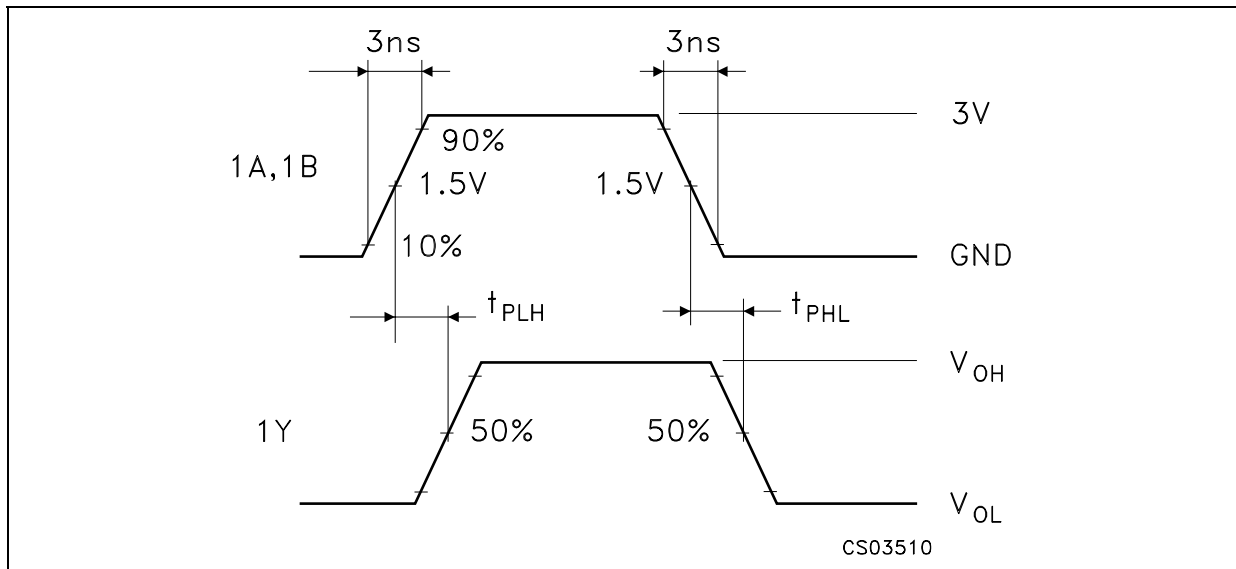 3ns 3ns
3V
90%
1A,1B 1.5V 1.5V
10% GND
tPLH tPHL
VOH
1Y 50% 50%
VOL
CS03510